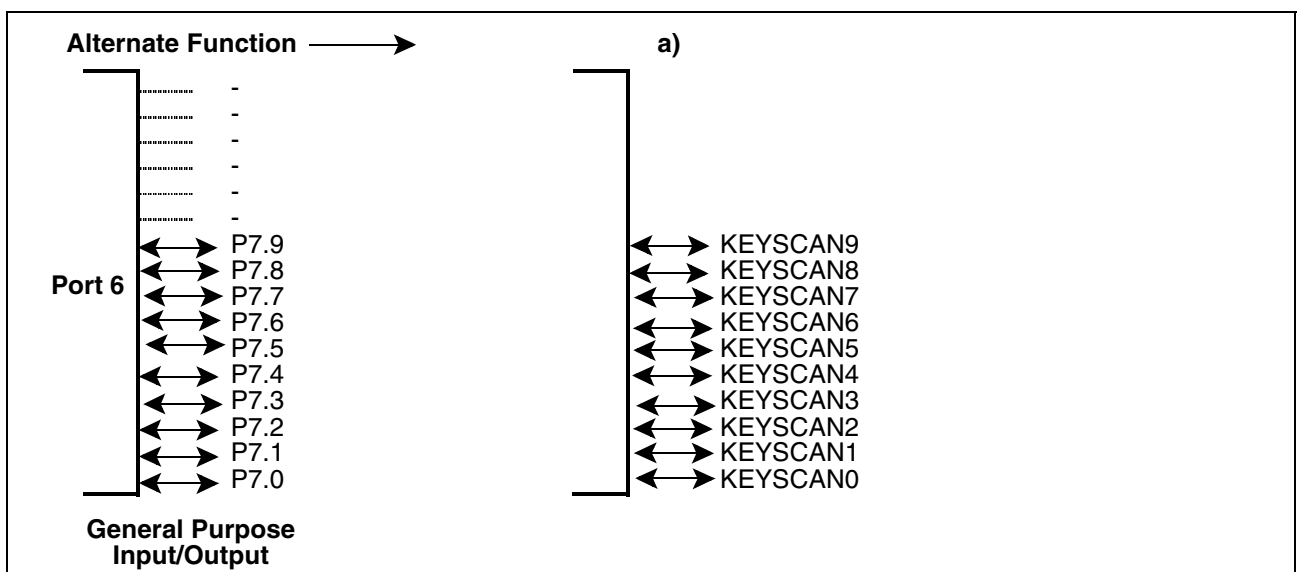 Alternate Function a)
-
-
-
-
-
-
P7.9 KEYSCAN9
P7.8 KEYSCAN8
Port 6 P7.7 KEYSCAN7
P7.6 KEYSCAN6
P7.5 KEYSCAN5
P7.4 KEYSCAN4
P7.3 KEYSCAN3
P7.2 KEYSCAN2
P7.1 KEYSCAN1
P7.0 KEYSCAN0
General Purpose
Input/Output